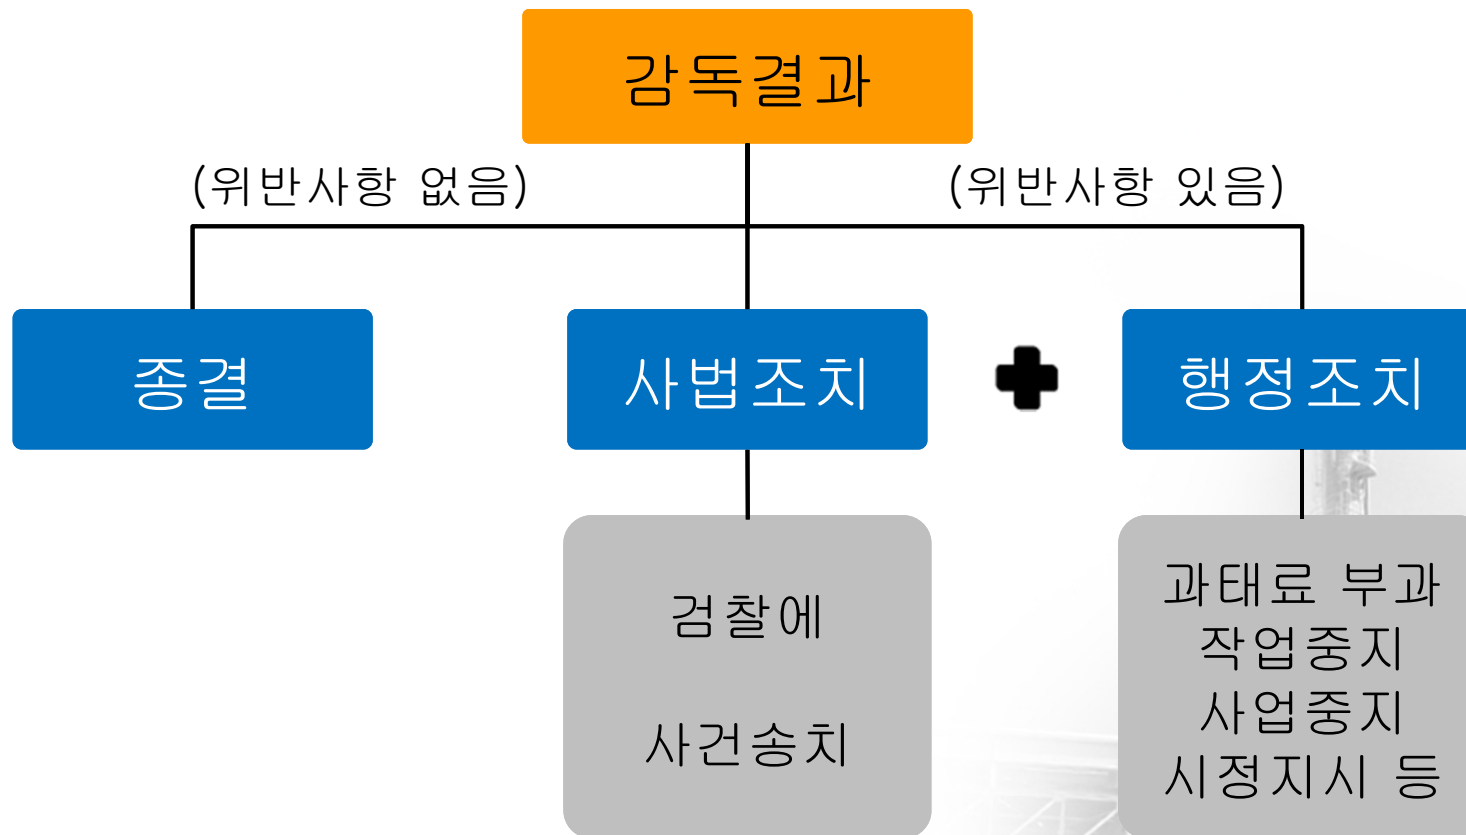 감독결과
(위반사항 없음)
(위반사항 있음)
종결
사법조치
행정조치
검찰에
사건송치
과태료 부과
작업중지
사업중지
시정지시 등